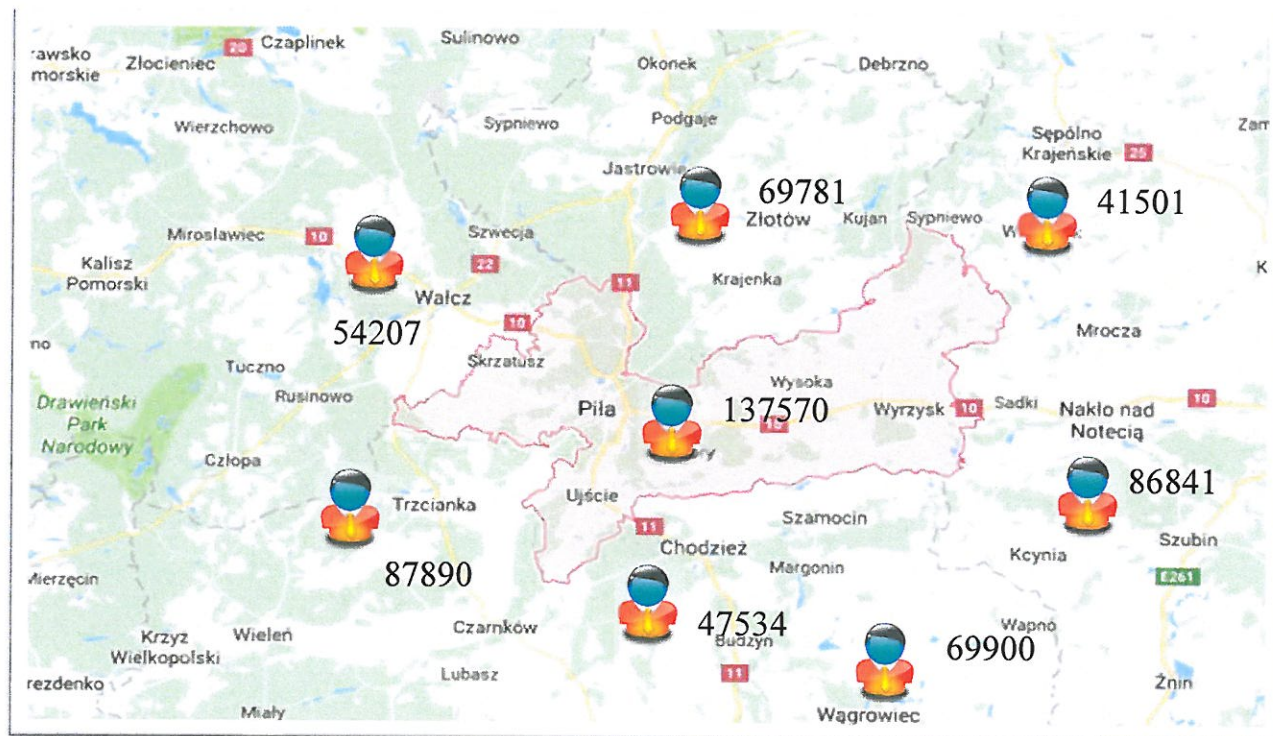 Czaplinek
Sulinowo
20
rawsko
morskie
Złocieniec
Okonek
Debrzno
Wierzchowo
Sypniewo
Podgaje
Sępólno
Krajeńskie
25
Zam
Jastrowie
69781
41501
Złotów
Kujan
Sypniewo
Mirosławiec
10
Szwecja
22
Kalisz
Pomorski
11
Krajenka
K
Wałcz
10
54207
Mrocza
no
Skrzatusz
Tuczno
Rusinowo
Wysoka
Drawieński
Park
Narodowy
Piła
137570
10
Wyrzysk
10
Sadki
10
Nakło nad
Notecią
Człopa
86841
Trzcianka
Ujście
11
Szamocin
Chodzież
Kcynia
Szubin
Margonin
87890
E261
Mierzęcin
47534
Krzyż
Wielkopolski
Wieleń
Czarnków
Budzyń
Wapno
69900
Lubasz
11
rezdenko
Żnin
Miały
Wągrowiec